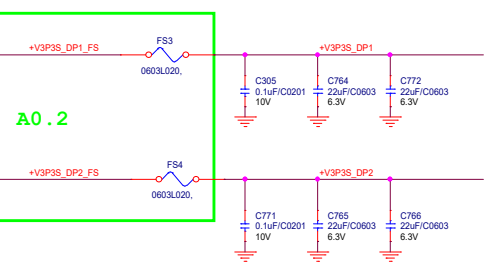 FS3
+V3P3S_DP1_FS
+V3P3S_DP1
0603L020,
C305
0.1uF/C0201
10V
C764
22uF/C0603
6.3V
C772
22uF/C0603
6.3V
A0.2
FS4
+V3P3S_DP2_FS
+V3P3S_DP2
0603L020,
C771
0.1uF/C0201
10V
C765
22uF/C0603
6.3V
C766
22uF/C0603
6.3V